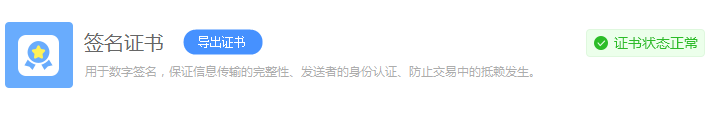 签名证书
导出证书
证书状态正常
用于数字签名，保证信息传输的完整性、发送者的身份认证、防止交易中的抵赖发生。